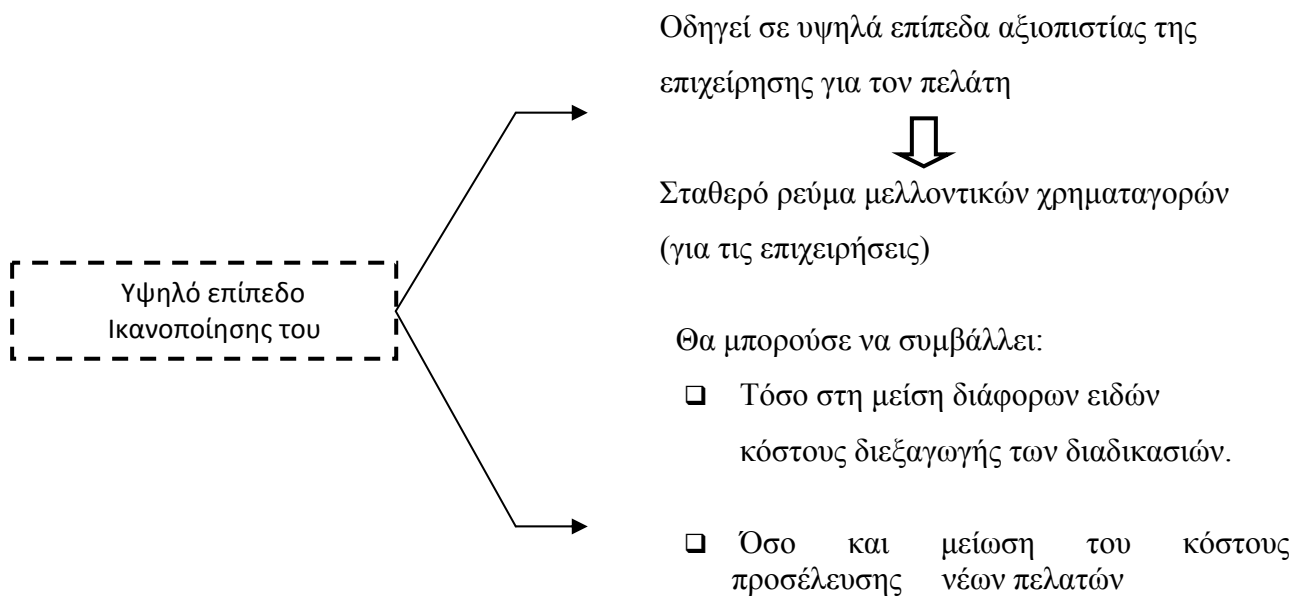 Οδηγεί σε υψηλά επίπεδα αξιοπιστίας της
επιχείρησης για τον πελάτη
Σταθερό ρεύμα μελλοντικών χρηματαγορών
(για τις επιχειρήσεις)
Υψηλό επίπεδο
Ικανοποίησης του
Θα μπορούσε να συμβάλλει:
Τόσο στη μείση διάφορων ειδών
κόστους διεξαγωγής των διαδικασιών.
Όσο και μείωση του κόστους
προσέλευσης νέων πελατών